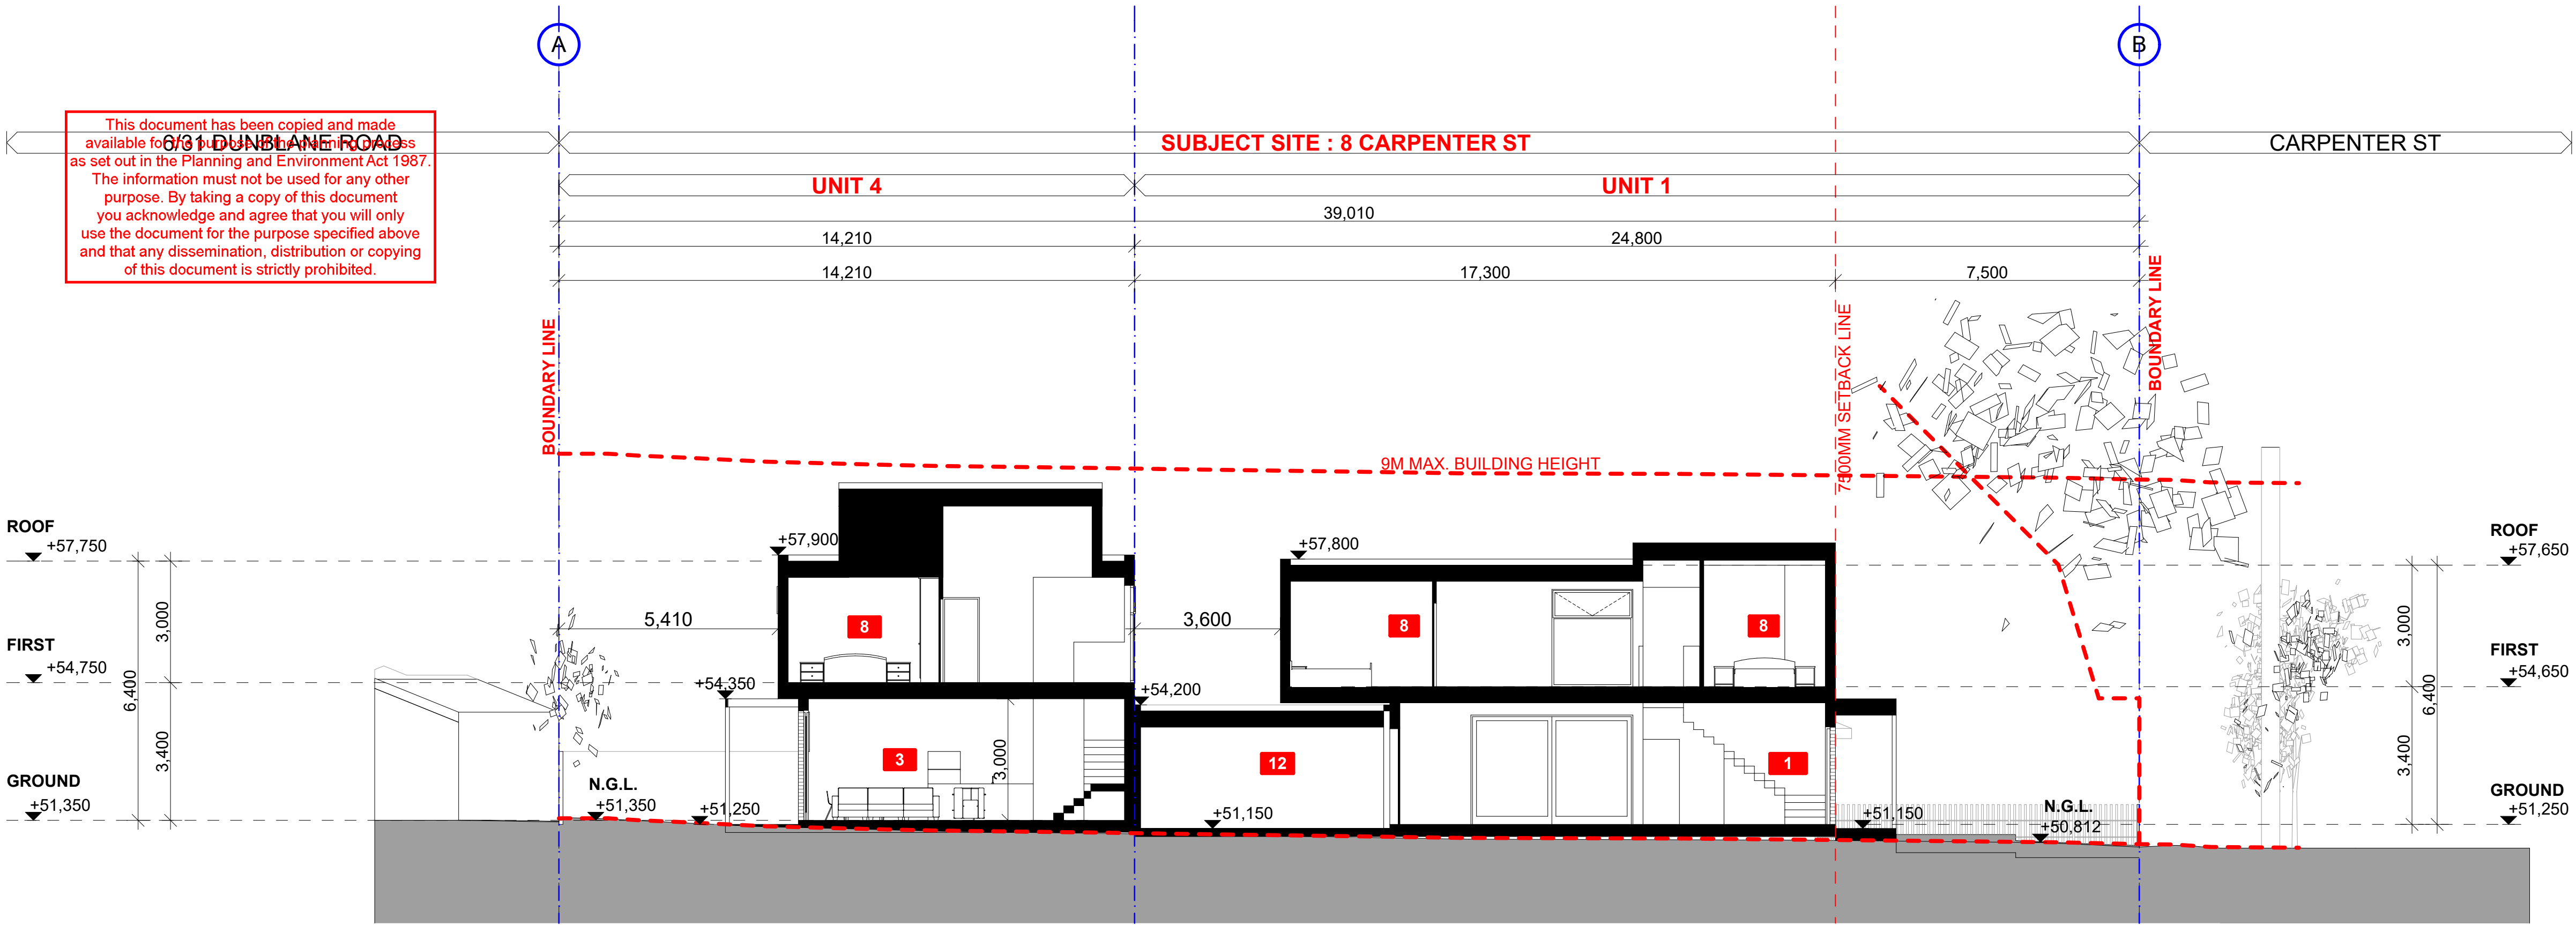 A
B
This document has been copied and made
available for the purpose of the planning process
as set out in the Planning and Environment Act 1987.
The information must not be used for any other
purpose. By taking a copy of this document
you acknowledge and agree that you will only
use the document for the purpose specified above
and that any dissemination, distribution or copying
of this document is strictly prohibited.
6/31 DUNBLANE ROAD
SUBJECT SITE : 8 CARPENTER ST
CARPENTER ST
UNIT 4
UNIT 1
39,010
14,210
24,800
14,210
17,300
7,500
BOUNDARY LINE
7500MM SETBACK LINE
BOUNDARY LINE
9M MAX. BUILDING HEIGHT
ROOF
+57,750
FIRST
+54,750
GROUND
+51,350
6,400
3,000
3,400
+57,900
+57,800
5,410
3,600
8
8
8
+54,350
+54,200
3
3,000
12
1
N.G.L.
+51,350
+51,250
+51,150
+51,150
N.G.L.
+50,812
ROOF
+57,650
FIRST
+54,650
GROUND
+51,250
3,000
3,400
6,400